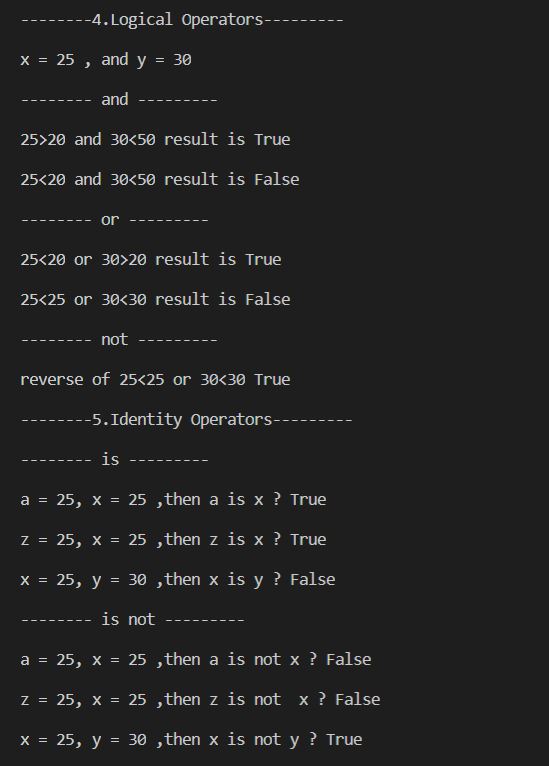 --------4.Logical Operators---------
x = 25 , and y = 30
-------- and ---------
25>20 and 30<50 result is True
25<20 and 30<50 result is False
-------- or ---------
25<20 or 30>20 result is True
25<25 or 30<30 result is False
-------- not ---------
reverse of 25<25 or 30<30 True
--------5.Identity Operators---------
-------- is ---------
a = 25, x = 25 ,then a is x ? True
z = 25, x = 25 ,then z is x ? True
x = 25, y = 30 ,then x is y ? False
-------- is not ---------
a = 25, x = 25 ,then a is not x ? False
z = 25, x = 25 ,then z is not  x ? False
x = 25, y = 30 ,then x is not y ? True